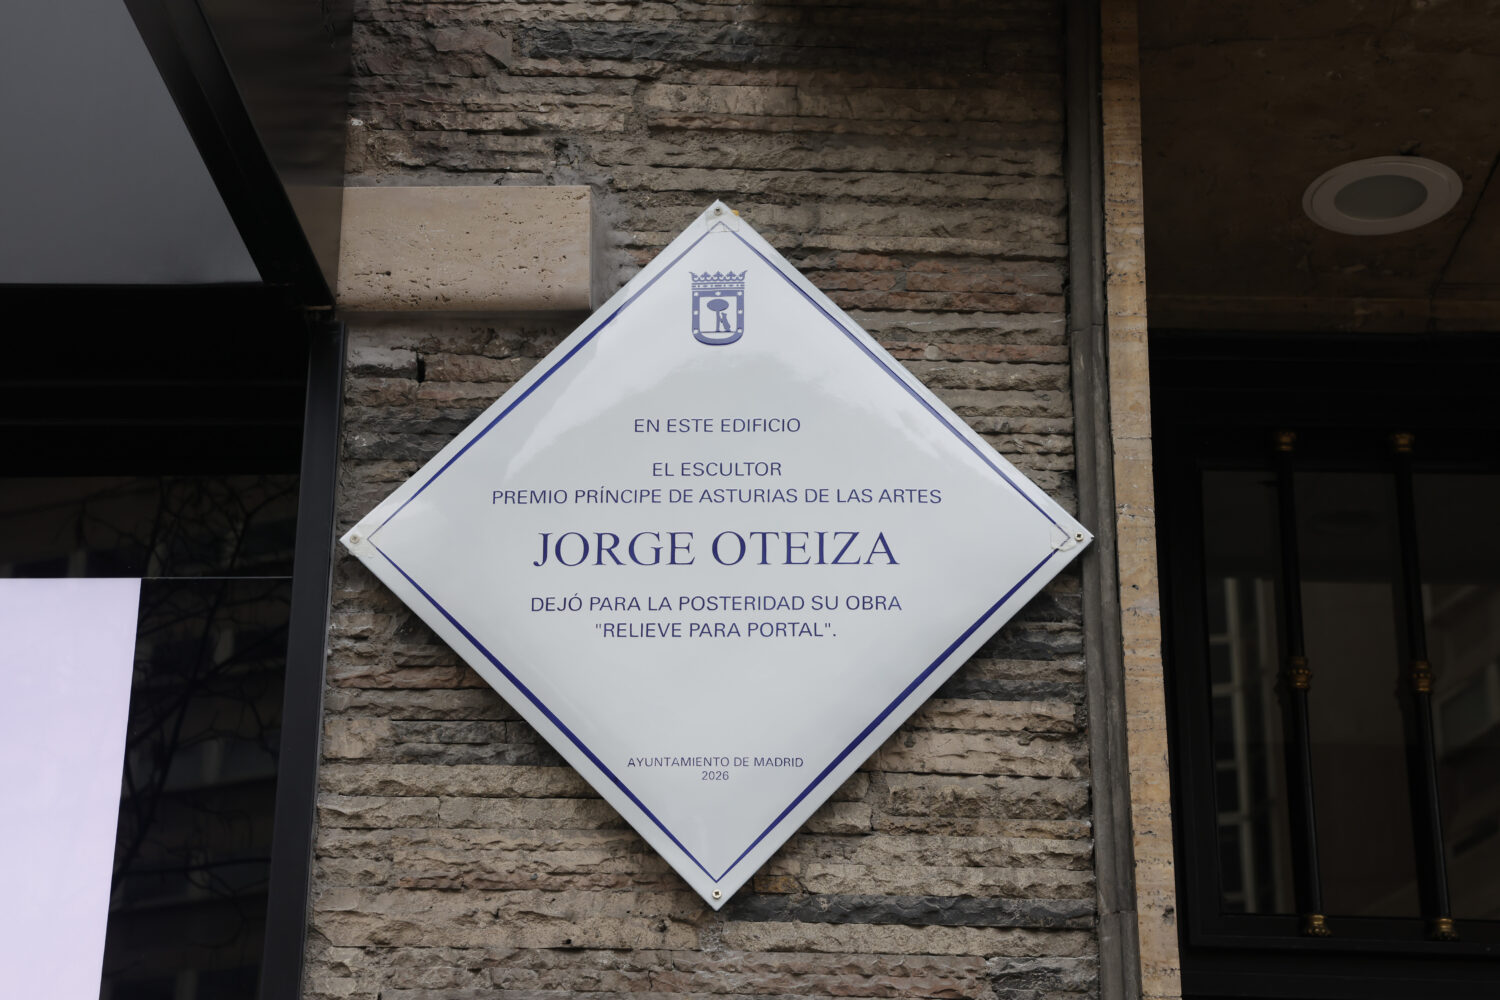 EN ESTE EDIFICIO
EL ESCULTOR
PREMIO PRÍNCIPE DE ASTURIAS DE LAS ARTES
JORGE OTEIZA
DEJÓ PARA LA POSTERIDAD SU OBRA
"RELIEVE PARA PORTAL".
AYUNTAMIENTO DE MADRID
2026